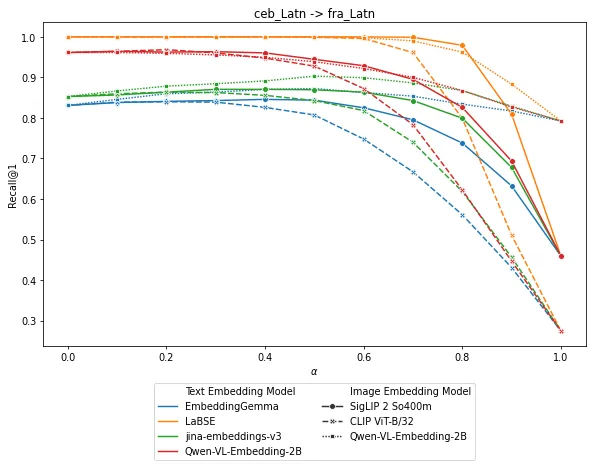 ceb_Latn -> fra_Latn
1.0
0.9
0.8
0.7
0.6
0.5
0.4
0.3
Recall@1
0.0 0.2 0.4 0.6 0.8 1.0
α
Text Embedding Model
EmbeddingGemma
LaBSE
jina-embeddings-v3
Qwen-VL-Embedding-2B
Image Embedding Model
SigLIP 2 So400m
CLIP ViT-B/32
Qwen-VL-Embedding-2B